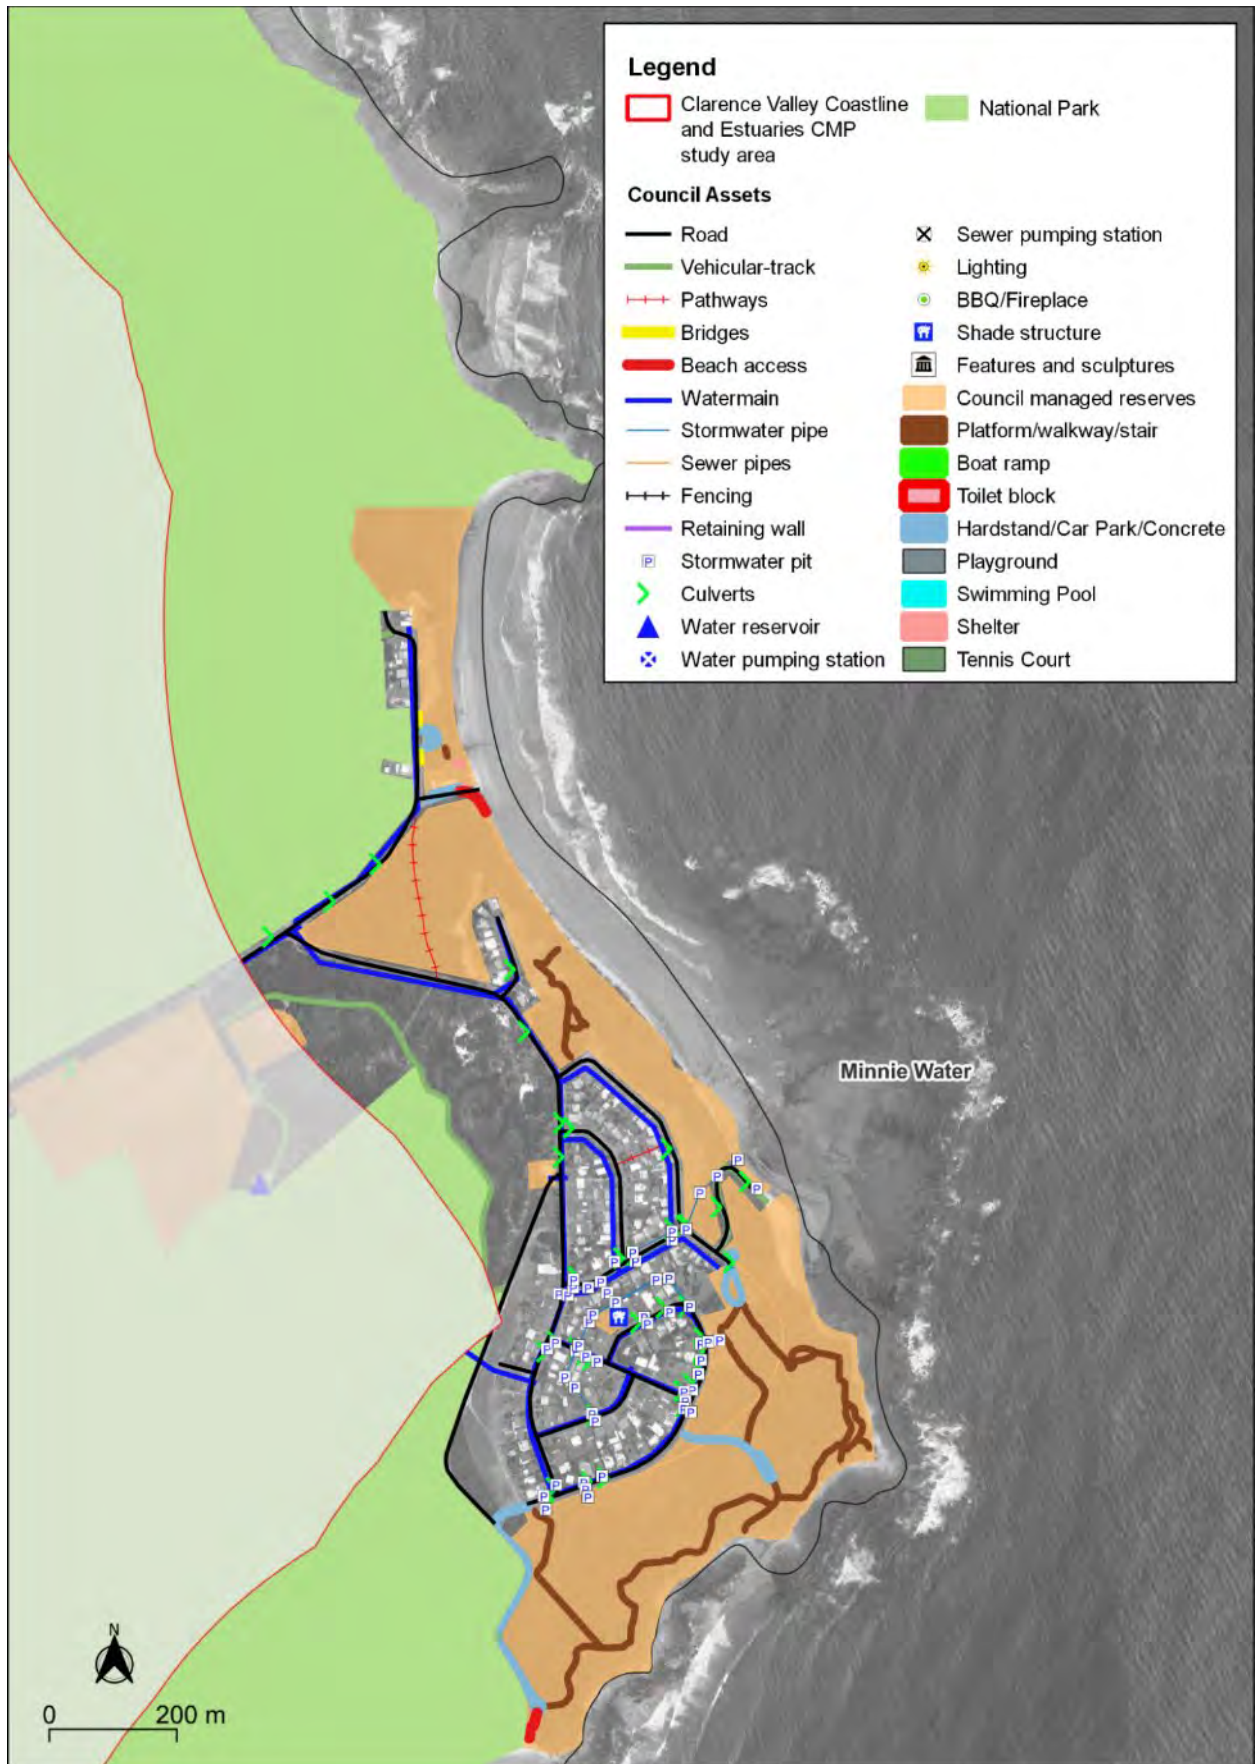 Legend
Clarence Valley Coastline
and Estuaries CMP
study area
National Park
Council Assets
Road
Vehicular-track
Pathways
Bridges
Beach access
Watermain
Stormwater pipe
Sewer pipes
Fencing
Retaining wall
P Stormwater pit
Culverts
Water reservoir
Water pumping station
Sewer pumping station
Lighting
BBQ/Fireplace
Shade structure
Features and sculptures
Council managed reserves
Platform/walkway/stair
Boat ramp
Toilet block
Hardstand/Car Park/Concrete
Playground
Swimming Pool
Shelter
Tennis Court
Minnie Water
N
0 200 m